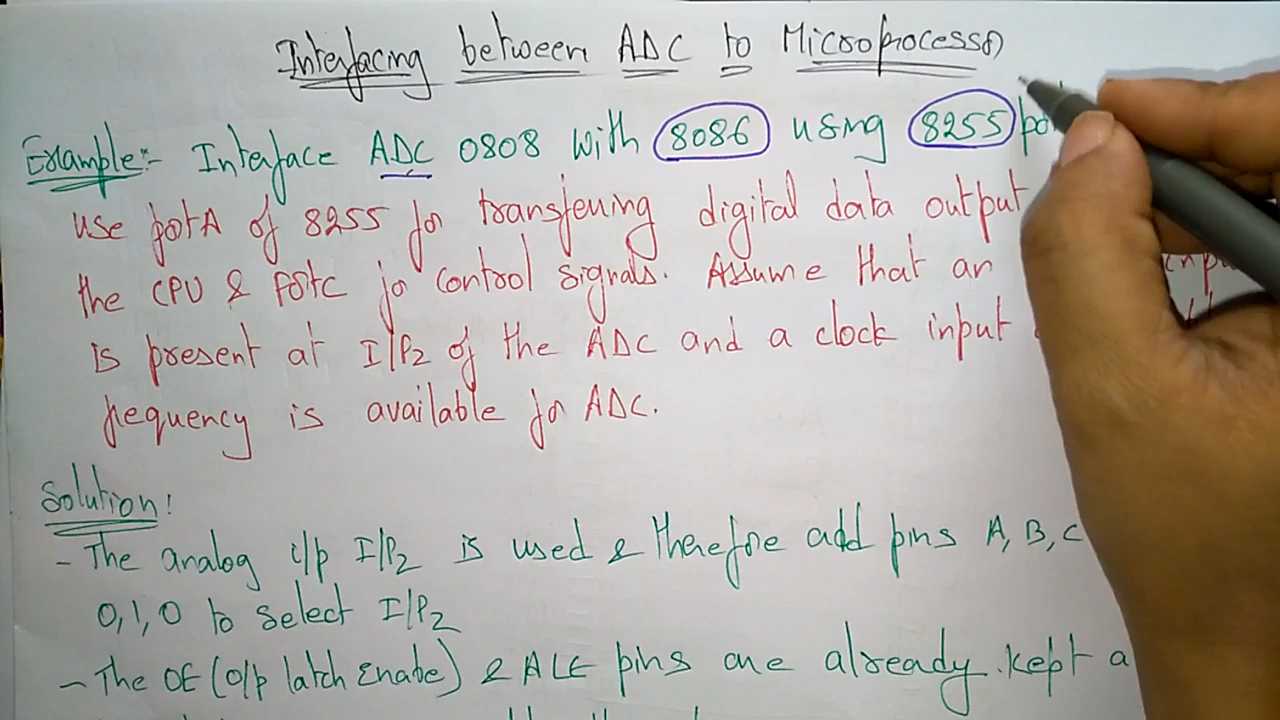 Interfacing between ADC to Microprocessor
Example:- Interface ADC 0808 with 8086 using 8255
use portA of 8255 for transferring digital data output
the CPU & portc for control signals. Assume that an
is present at I/P2 of the ADC and a clock input
frequency is available for ADC.
Solution:
- The analog i/p I/P2 is used & therefore add pins A, B, C
0, 1, 0 to select I/P2
- The OE (o/p latch Enable) & ALE pins are already kept